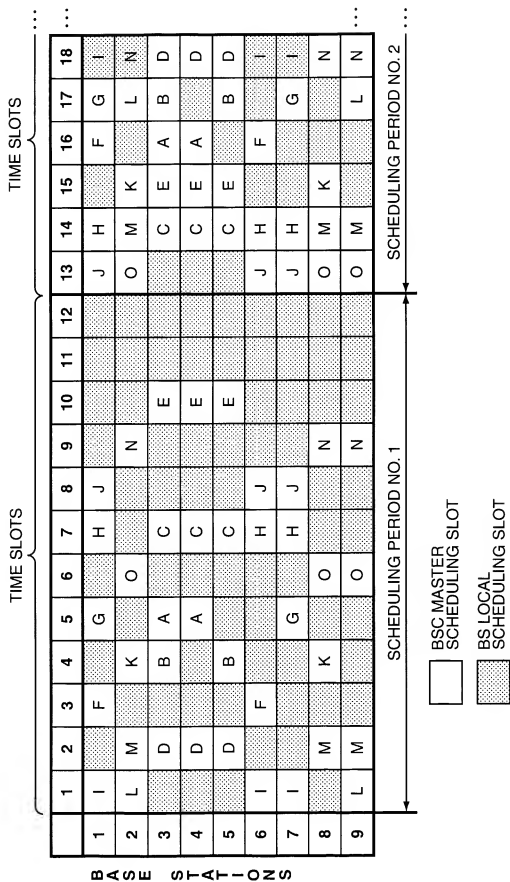 TIME SLOTS TIME SLOTS
1 2 3 4 5 6 7 8 9 10 11 12 13 14 15 16 17 18 ...
1 I F G H J J H F G I
2 L M K O N O M K L N
3 D B A C E C E A B D
4 D A C E C E A D
5 D B C E C E B D
6 I F H J J H F I
7 I G H J J H G I
8 M K O N O M K N
9 L M O N O M L N ...
BASE STATIONS
SCHEDULING PERIOD NO. 1 SCHEDULING PERIOD NO. 2 ...
BSC MASTER
SCHEDULING SLOT
BS LOCAL
SCHEDULING SLOT